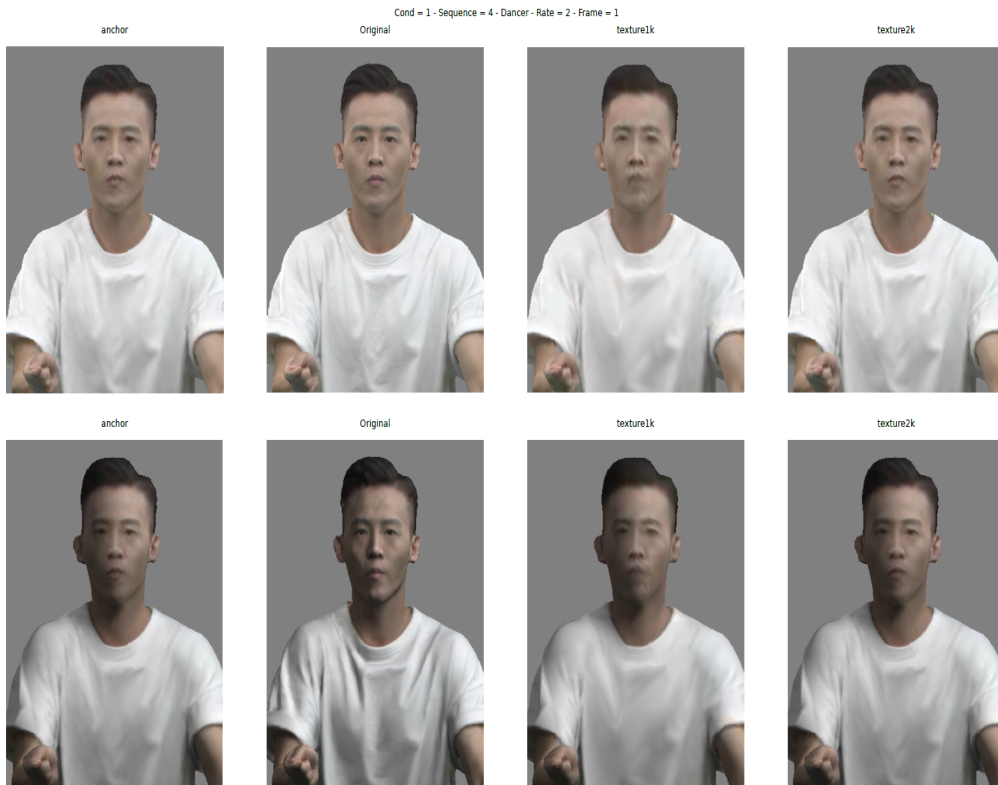 Cond = 1 - Sequence = 4 - Dancer - Rate = 2 - Frame = 1
anchor Original texture1k texture2k
anchor Original texture1k texture2k